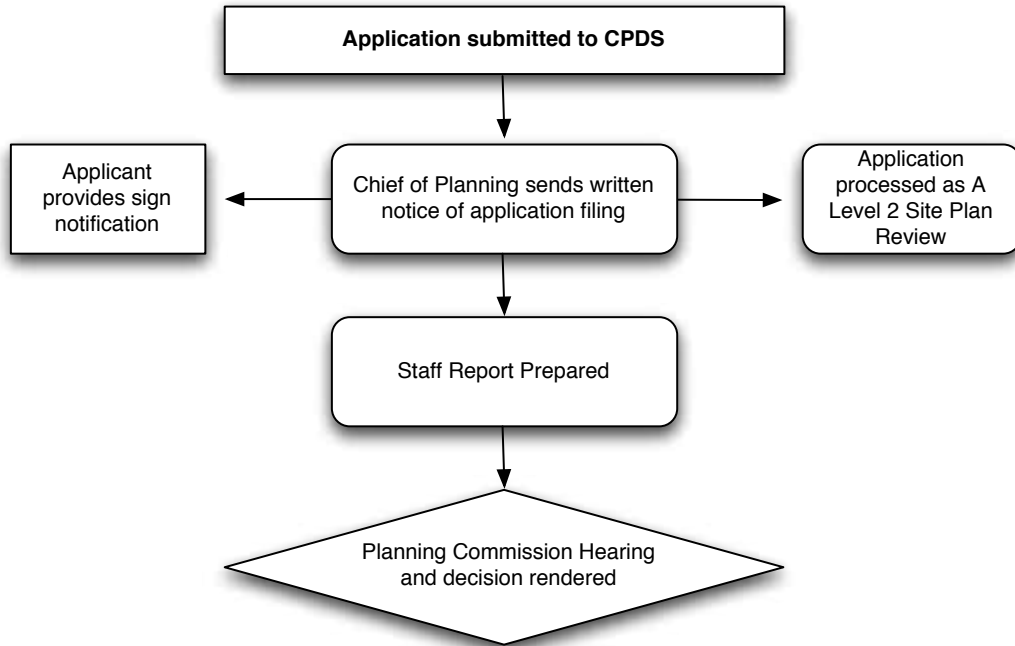 Application submitted to CPDS
Applicant
provides sign
notification
Chief of Planning sends written
notice of application filing
Application
processed as A
Level 2 Site Plan
Review
Staff Report Prepared
Planning Commission Hearing
and decision rendered